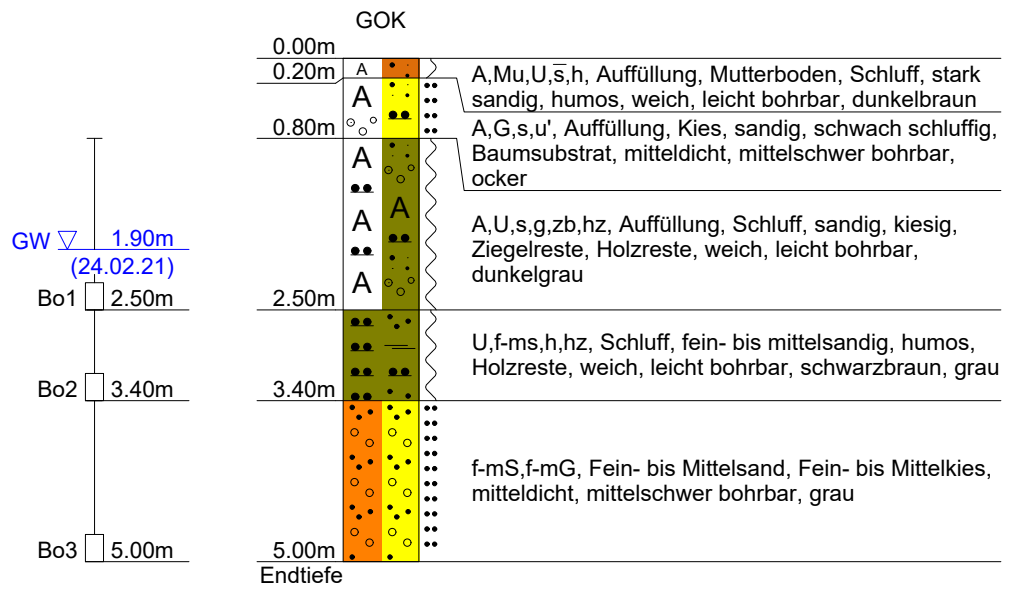 GOK
0.00m
0.20m
A
A,Mu,U,s̅,h, Auffüllung, Mutterboden, Schluff, stark
sandig, humos, weich, leicht bohrbar, dunkelbraun
A
0.80m
A,G,s,u', Auffüllung, Kies, sandig, schwach schluffig,
Baumsubstrat, mitteldicht, mittelschwer bohrbar,
ocker
A
A
A
A
A,U,s,g,zb,hz, Auffüllung, Schluff, sandig, kiesig,
Ziegelreste, Holzreste, weich, leicht bohrbar,
dunkelgrau
GW 1.90m
(24.02.21)
Bo1 2.50m
2.50m
U,f-ms,h,hz, Schluff, fein- bis mittelsandig, humos,
Holzreste, weich, leicht bohrbar, schwarzbraun, grau
Bo2 3.40m
3.40m
f-mS,f-mG, Fein- bis Mittelsand, Fein- bis Mittelkies,
mitteldicht, mittelschwer bohrbar, grau
Bo3 5.00m
5.00m
Endtiefe